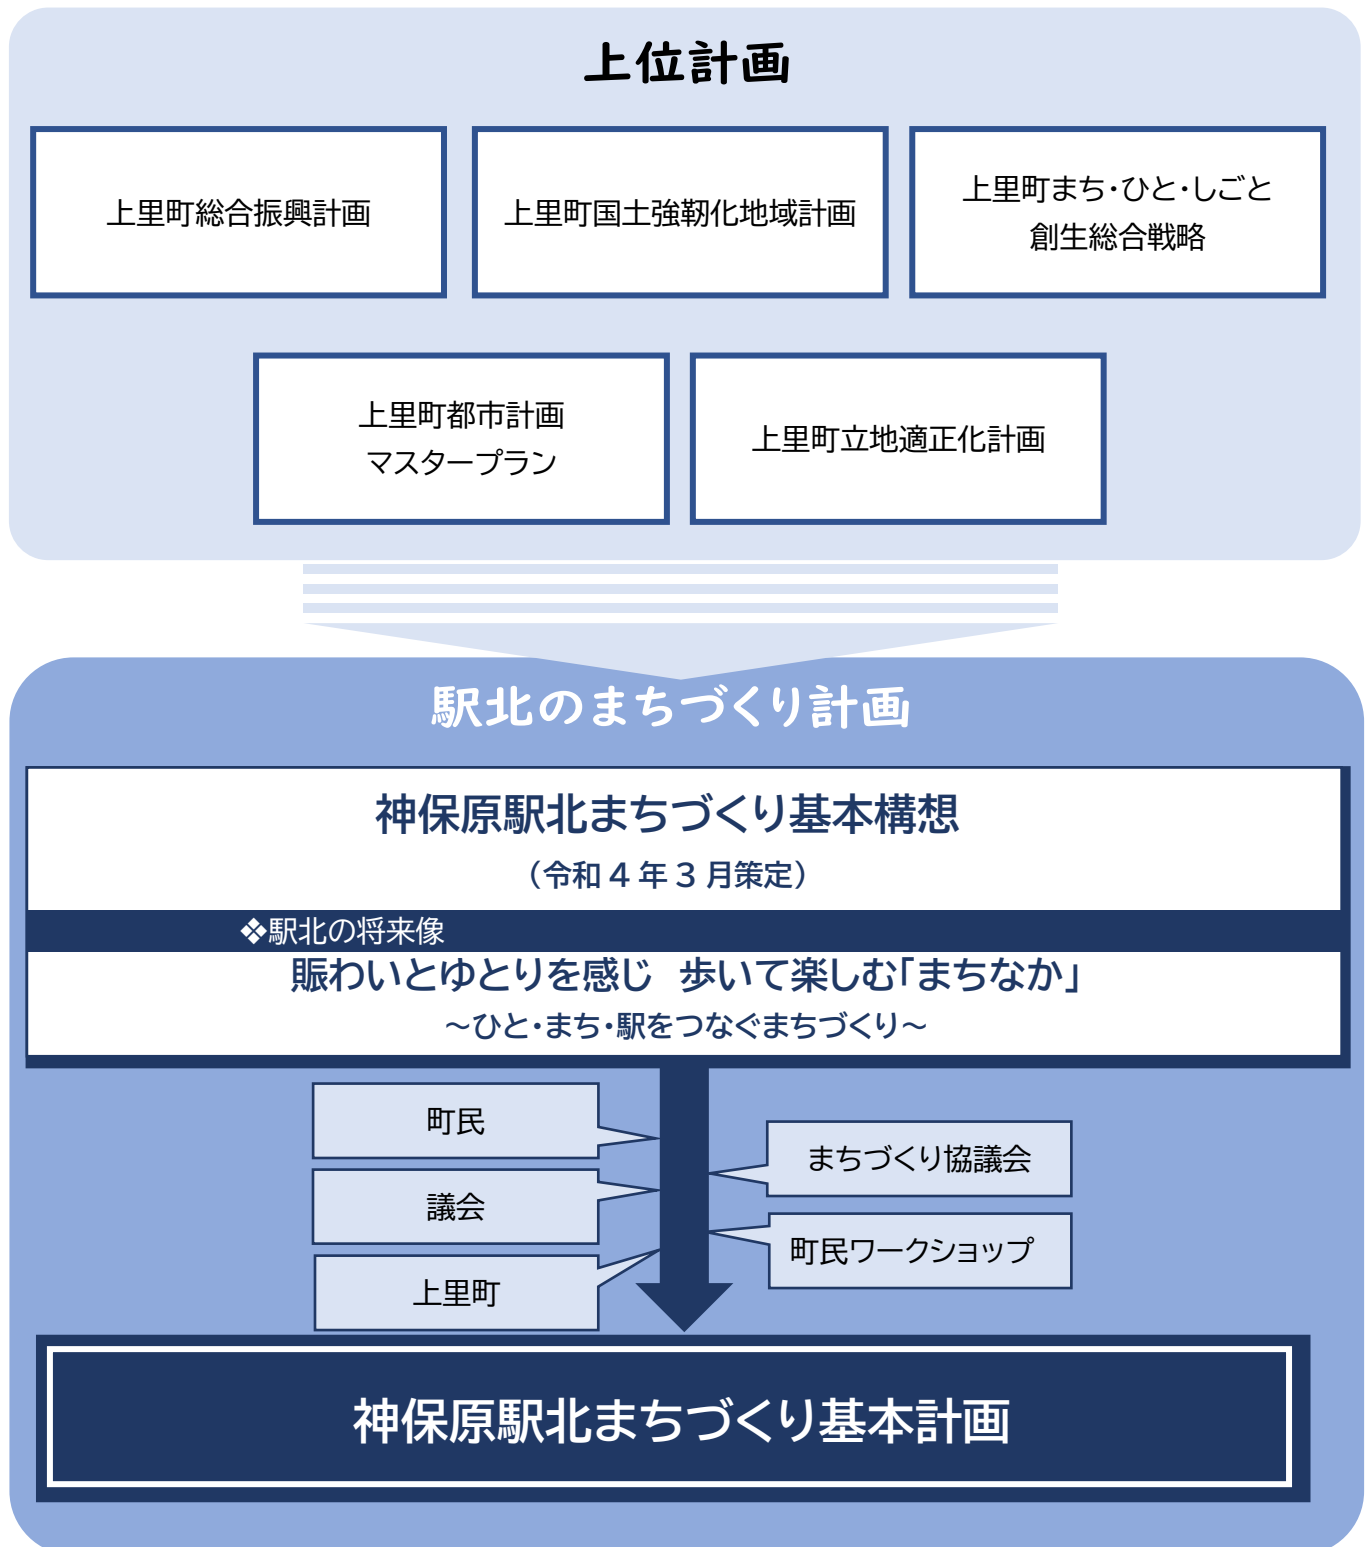 上位計画
上里町総合振興計画
上里町国土強靭化地域計画
上里町まち・ひと・しごと
創生総合戦略
上里町都市計画
マスタープラン
上里町立地適正化計画
駅北のまちづくり計画
神保原駅北まちづくり基本構想
（令和４年３月策定）
❖駅北の将来像
賑わいとゆとりを感じ　歩いて楽しむ「まちなか」
～ひと・まち・駅をつなぐまちづくり～
町民
まちづくり協議会
議会
町民ワークショップ
上里町
神保原駅北まちづくり基本計画